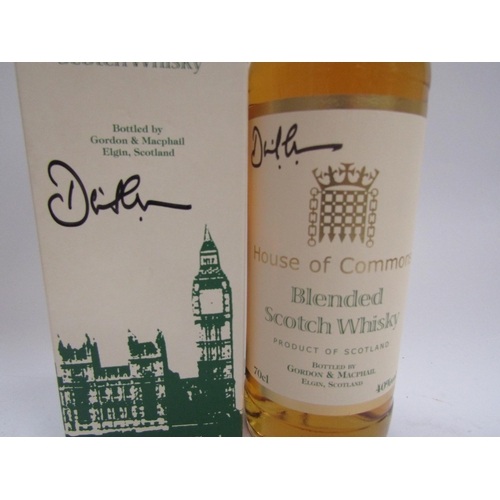 Scotch Whisky
Bottled by
Gordon & Macphail
Elgin, Scotland
House of Commons
Blended
Scotch Whisky
PRODUCT OF SCOTLAND
BOTTLED BY
GORDON & MACPHAIL
ELGIN, SCOTLAND
70cl
40%